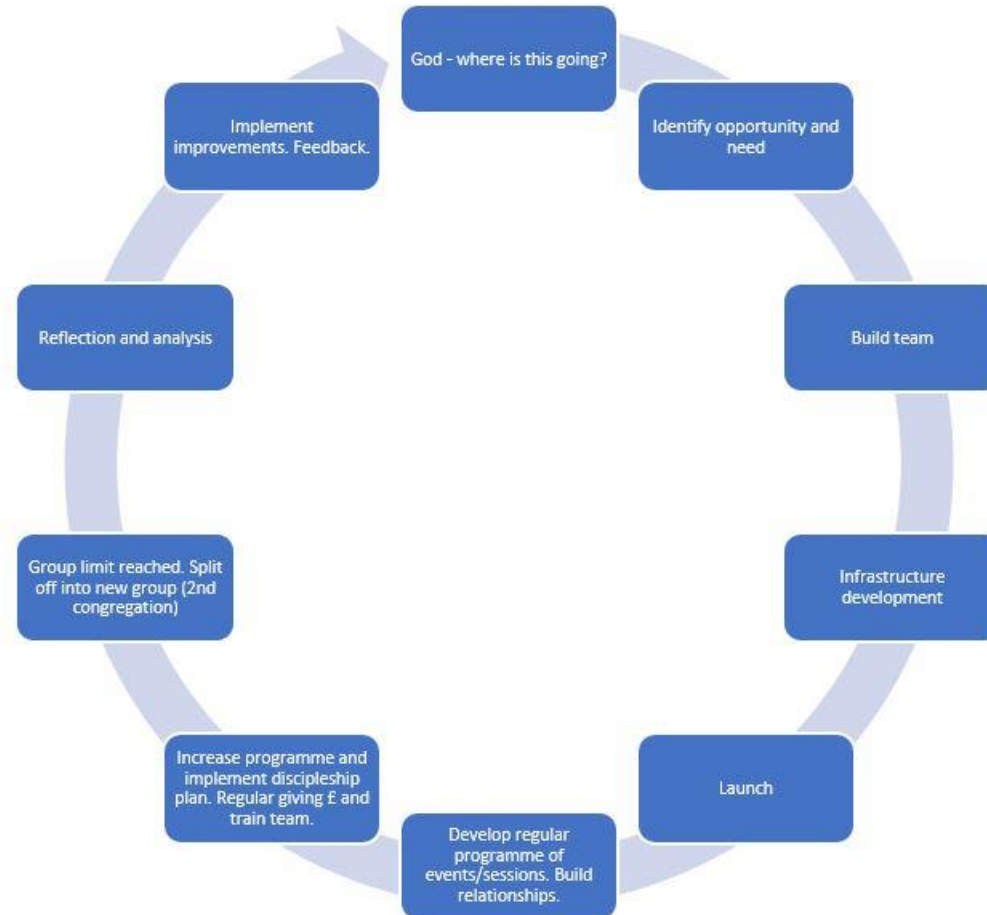 God - where is this going?
Identify opportunity and
need
Build team
Infrastructure
development
Launch
Develop regular
programme of
events/sessions. Build
relationships.
Increase programme and
implement discipleship
plan. Regular giving £ and
train team.
Group limit reached. Split
off into new group (2nd
congregation)
Reflection and analysis
Implement
improvements. Feedback.